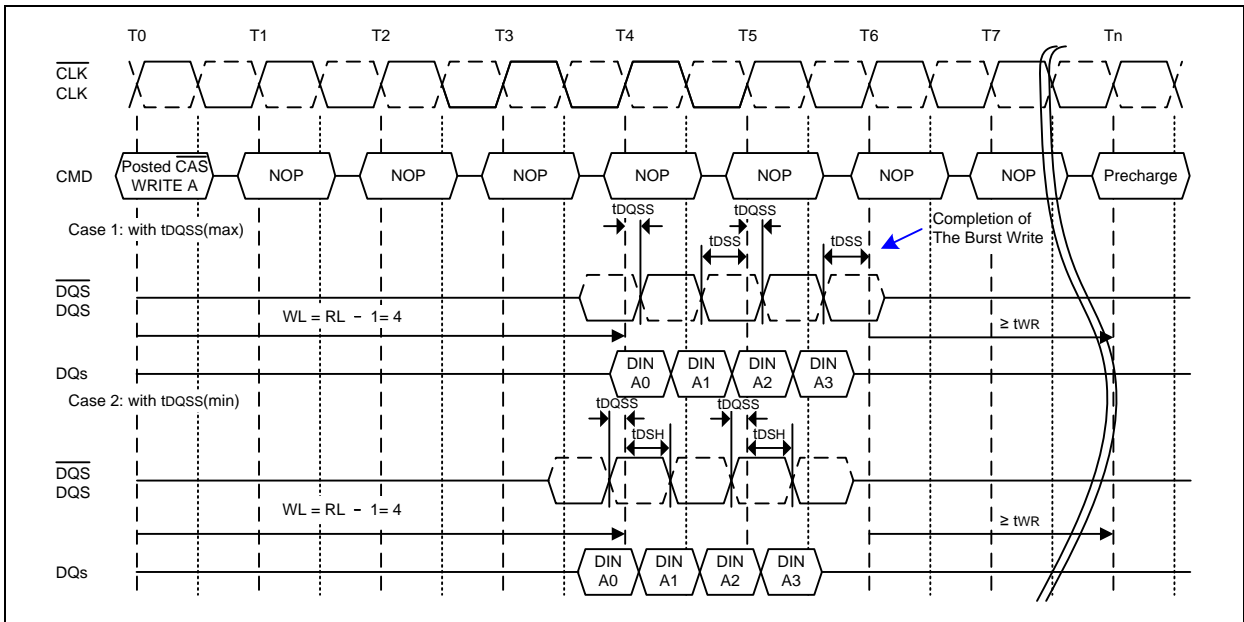 T0 T1 T2 T3 T4 T5 T6 T7 Tn
CLK
CLK
CMD
Posted CAS
WRITE A
NOP NOP NOP NOP NOP NOP NOP Precharge
Case 1: with tDQSS(max)
tDQSS tDQSS
tDSS tDSS
Completion of
The Burst Write
DQS
DQS
WL = RL - 1= 4
≥ tWR
DQs
DIN A0
DIN A1
DIN A2
DIN A3
Case 2: with tDQSS(min)
tDQSS tDQSS
tDSH tDSH
DQS
DQS
WL = RL - 1= 4
≥ tWR
DQs
DIN A0
DIN A1
DIN A2
DIN A3